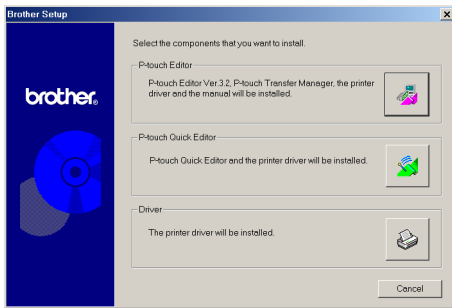 Brother Setup
Select the components that you want to install.
P-touch Editor
P-touch Editor Ver.3.2, P-touch Transfer Manager, the printer
driver and the manual will be installed.
brother®
P-touch Quick Editor
P-touch Quick Editor and the printer driver will be installed.
Driver
The printer driver will be installed.
Cancel